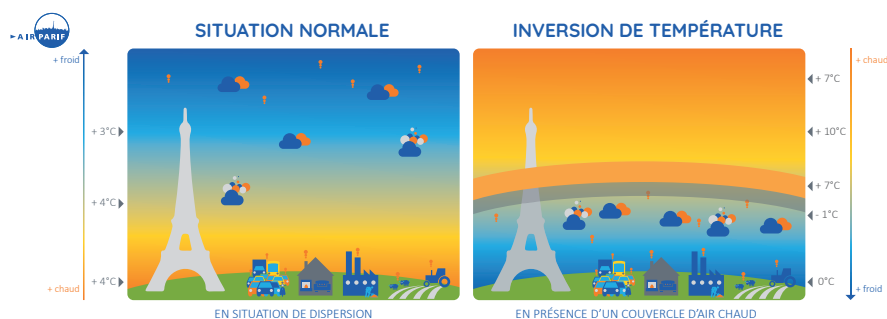 AIRPARIF
SITUATION NORMALE
INVERSION DE TEMPÉRATURE
+ froid
+ 3°C
+ 4°C
+ 4°C
+ chaud
+ chaud
+ 7°C
+ 10°C
+ 7°C
- 1°C
0°C
+ froid
EN SITUATION DE DISPERSION
EN PRÉSENCE D'UN COUVERCLE D'AIR CHAUD